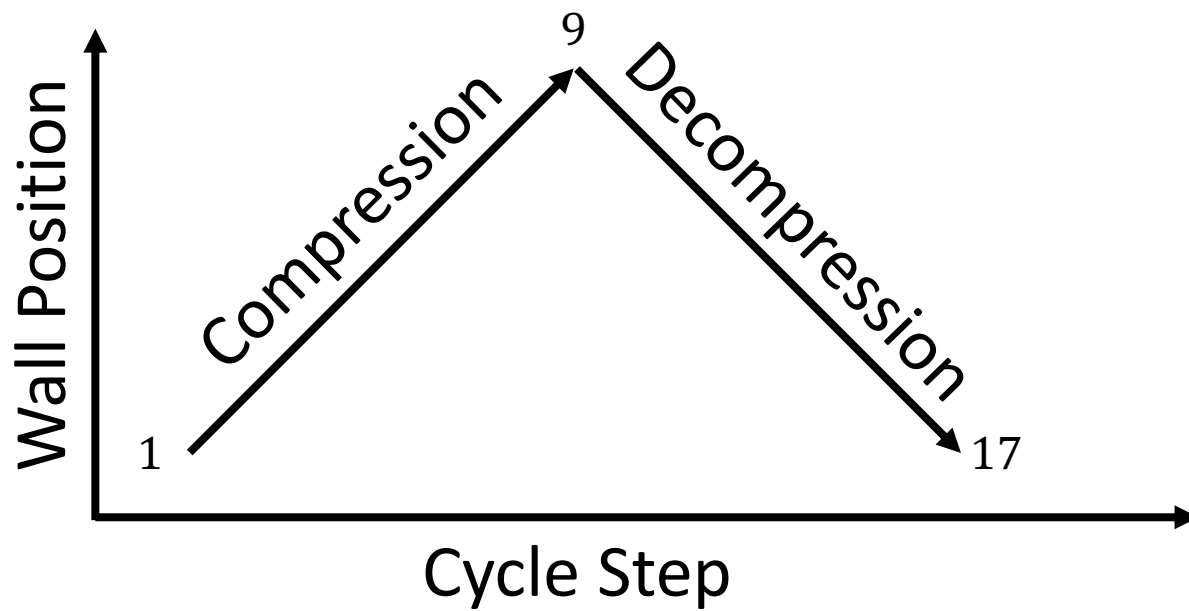 9
Compression
Decompression
Wall Position
1
17
Cycle Step